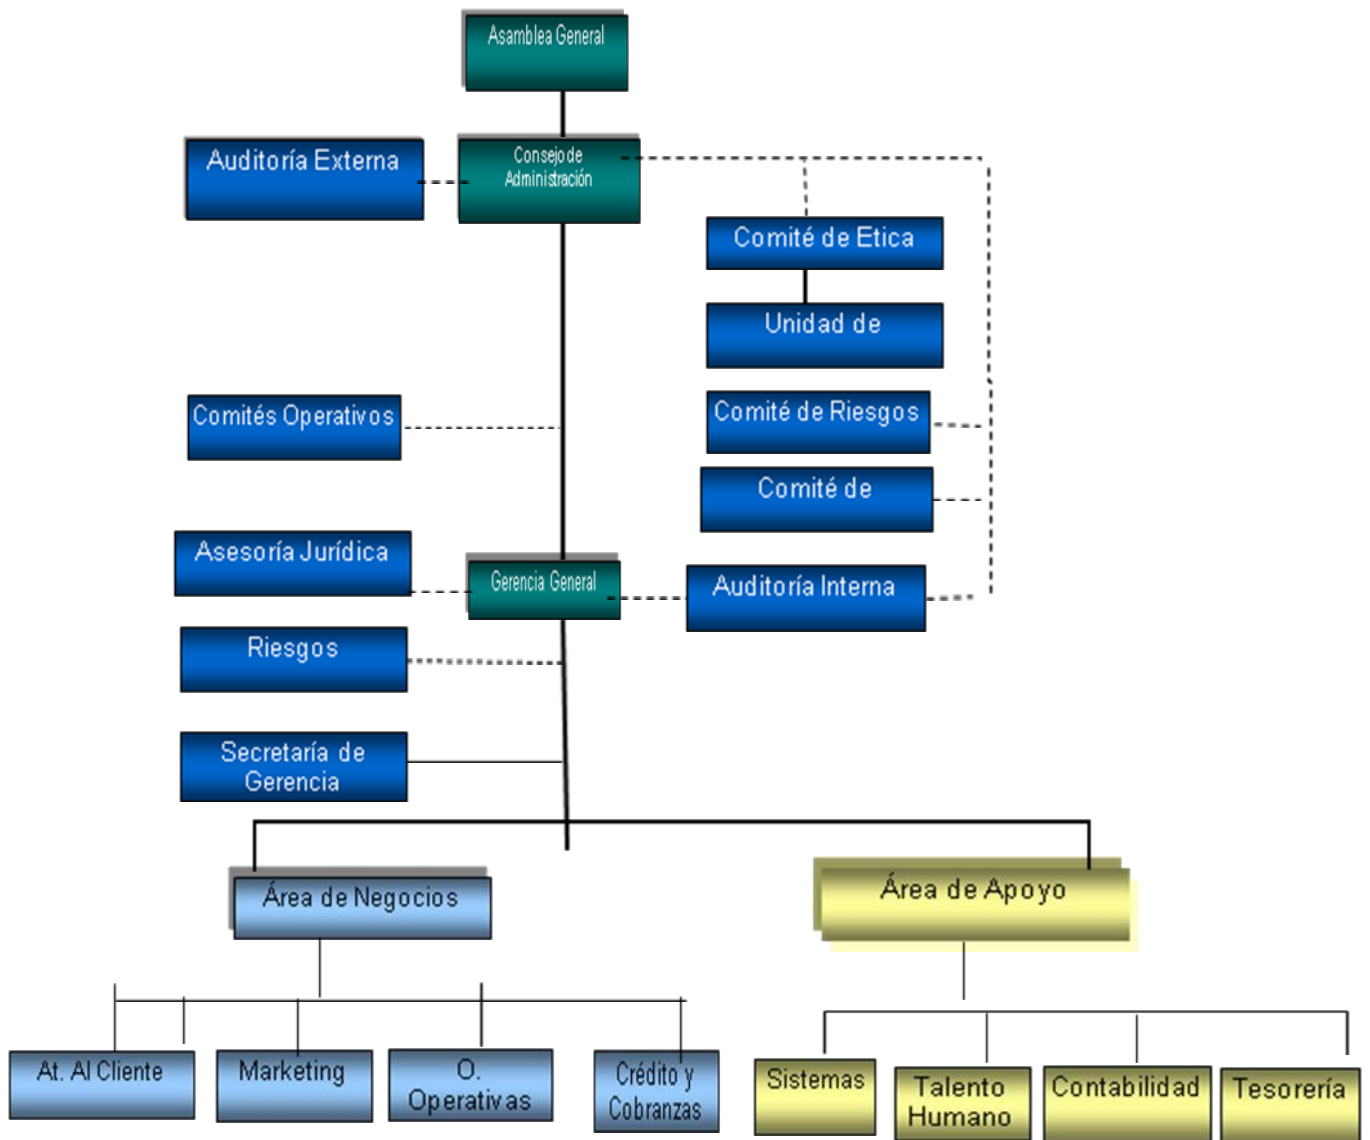 Asamblea General
Auditoría Externa
Consejo de
Administración
Comité de Etica
Unidad de
Comités Operativos
Comité de Riesgos
Comité de
Asesoría Jurídica
Gerencia General
Auditoría Interna
Riesgos
Secretaría de
Gerencia
Área de Negocios
Área de Apoyo
At. Al Cliente
Marketing
O.
Operativas
Crédito y
Cobranzas
Sistemas
Talento
Humano
Contabilidad
Tesorería